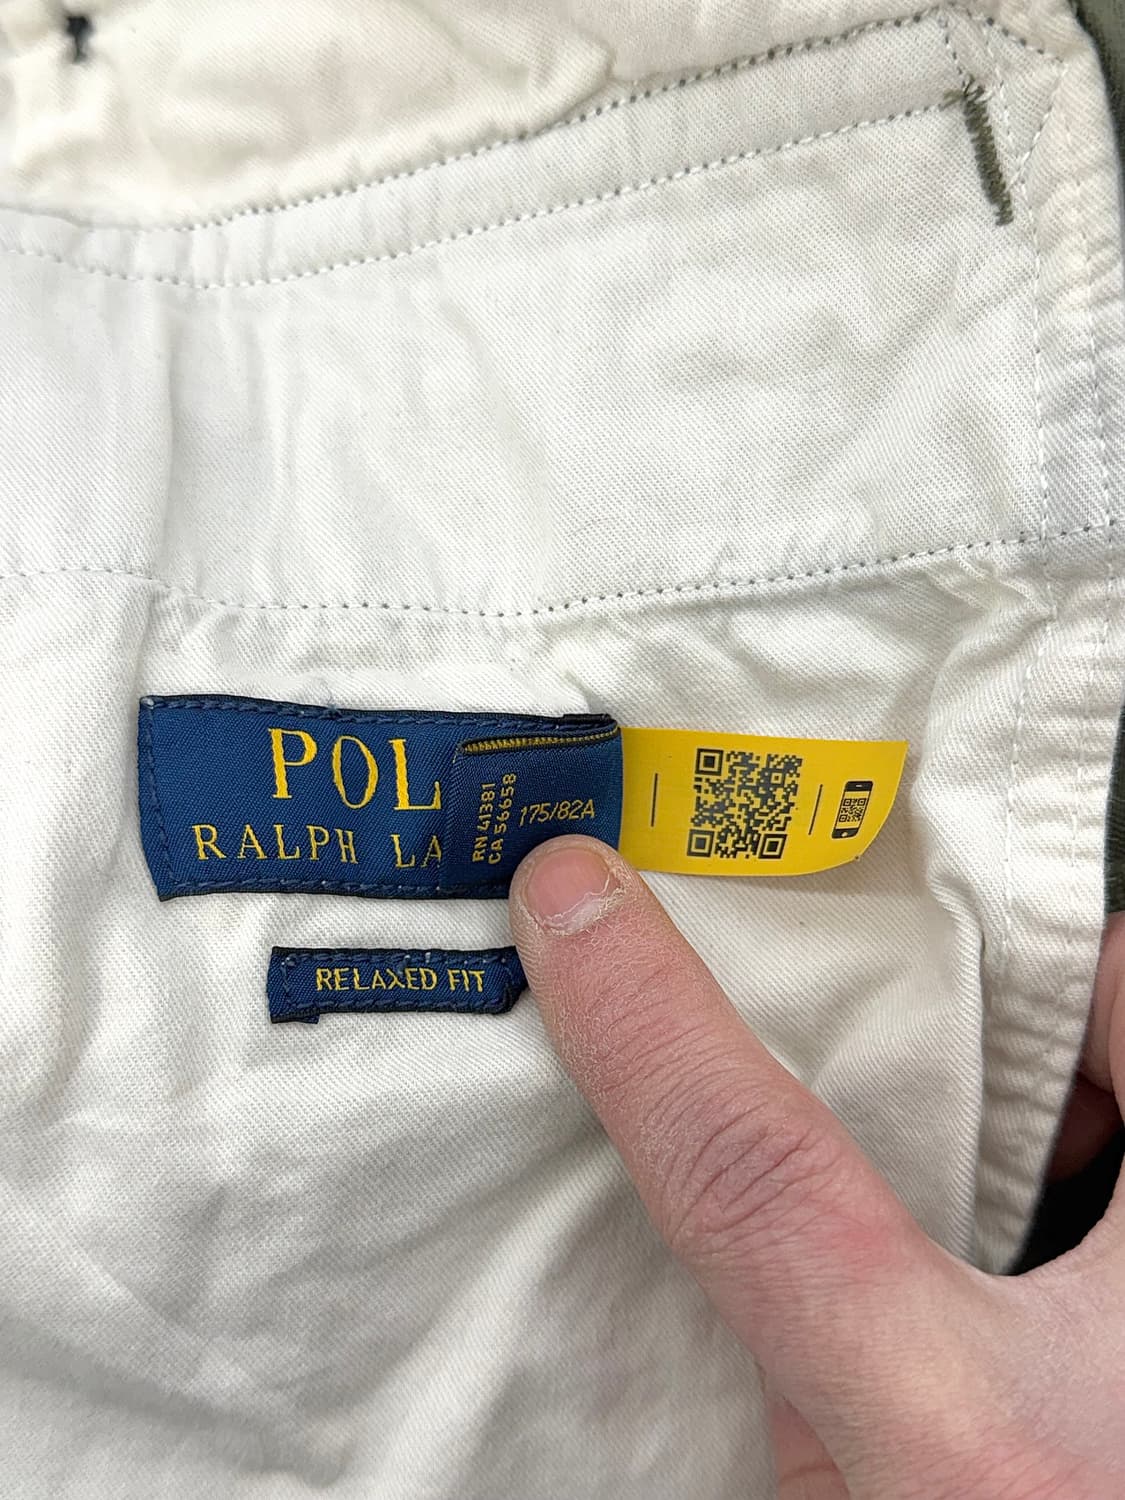 POL
RALPH LA
RN 41381
CA 56658
175/82A
RELAXED FIT